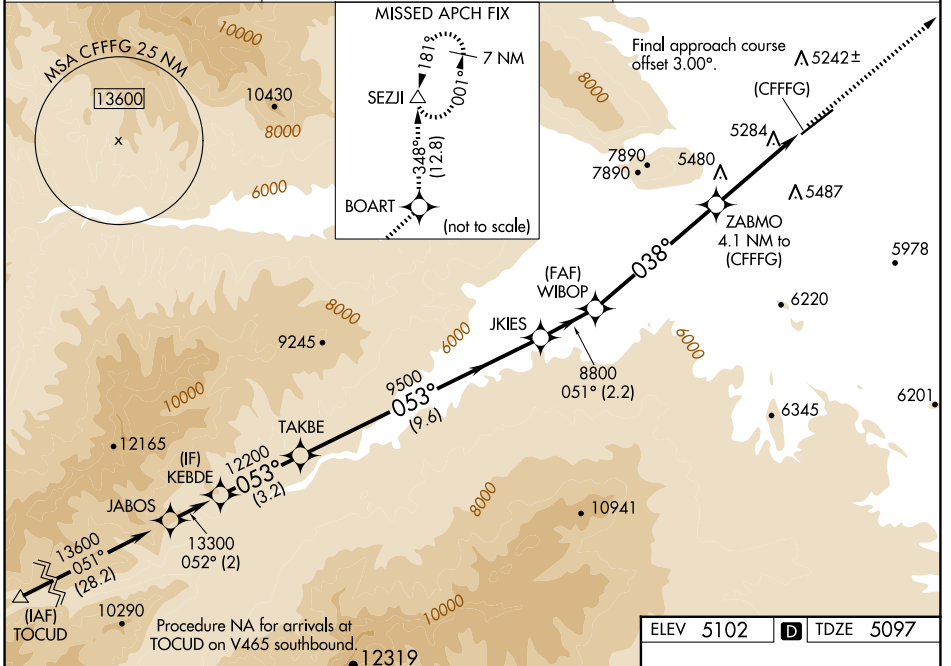 MISSED APCH FIX
181°
7 NM
001°
SEZJI
348°
(12.8)
BOART
(not to scale)
MSA CFFFG 25 NM
13600
x
10000
10430
8000
6000
Final approach course
offset 3.00°.
5242±
(CFFFG)
8000
5284
7890
7890
5480
5487
ZABMO
4.1 NM to
(CFFFG)
5978
038°
(FAF)
WIBOP
6220
JKIES
6000
8000
9245
6000
8800
051° (2.2)
9500
053°
(9.6)
6201
6345
10000
TAKBE
12165
(IF)
KEBDE
12200
053°
(3.2)
JABOS
8000
10941
13300
052° (2)
13600
051°
(28.2)
(IAF)
TOCUD
10290
10000
Procedure NA for arrivals at
TOCUD on V465 southbound.
12319
ELEV 5102 D TDZE 5097